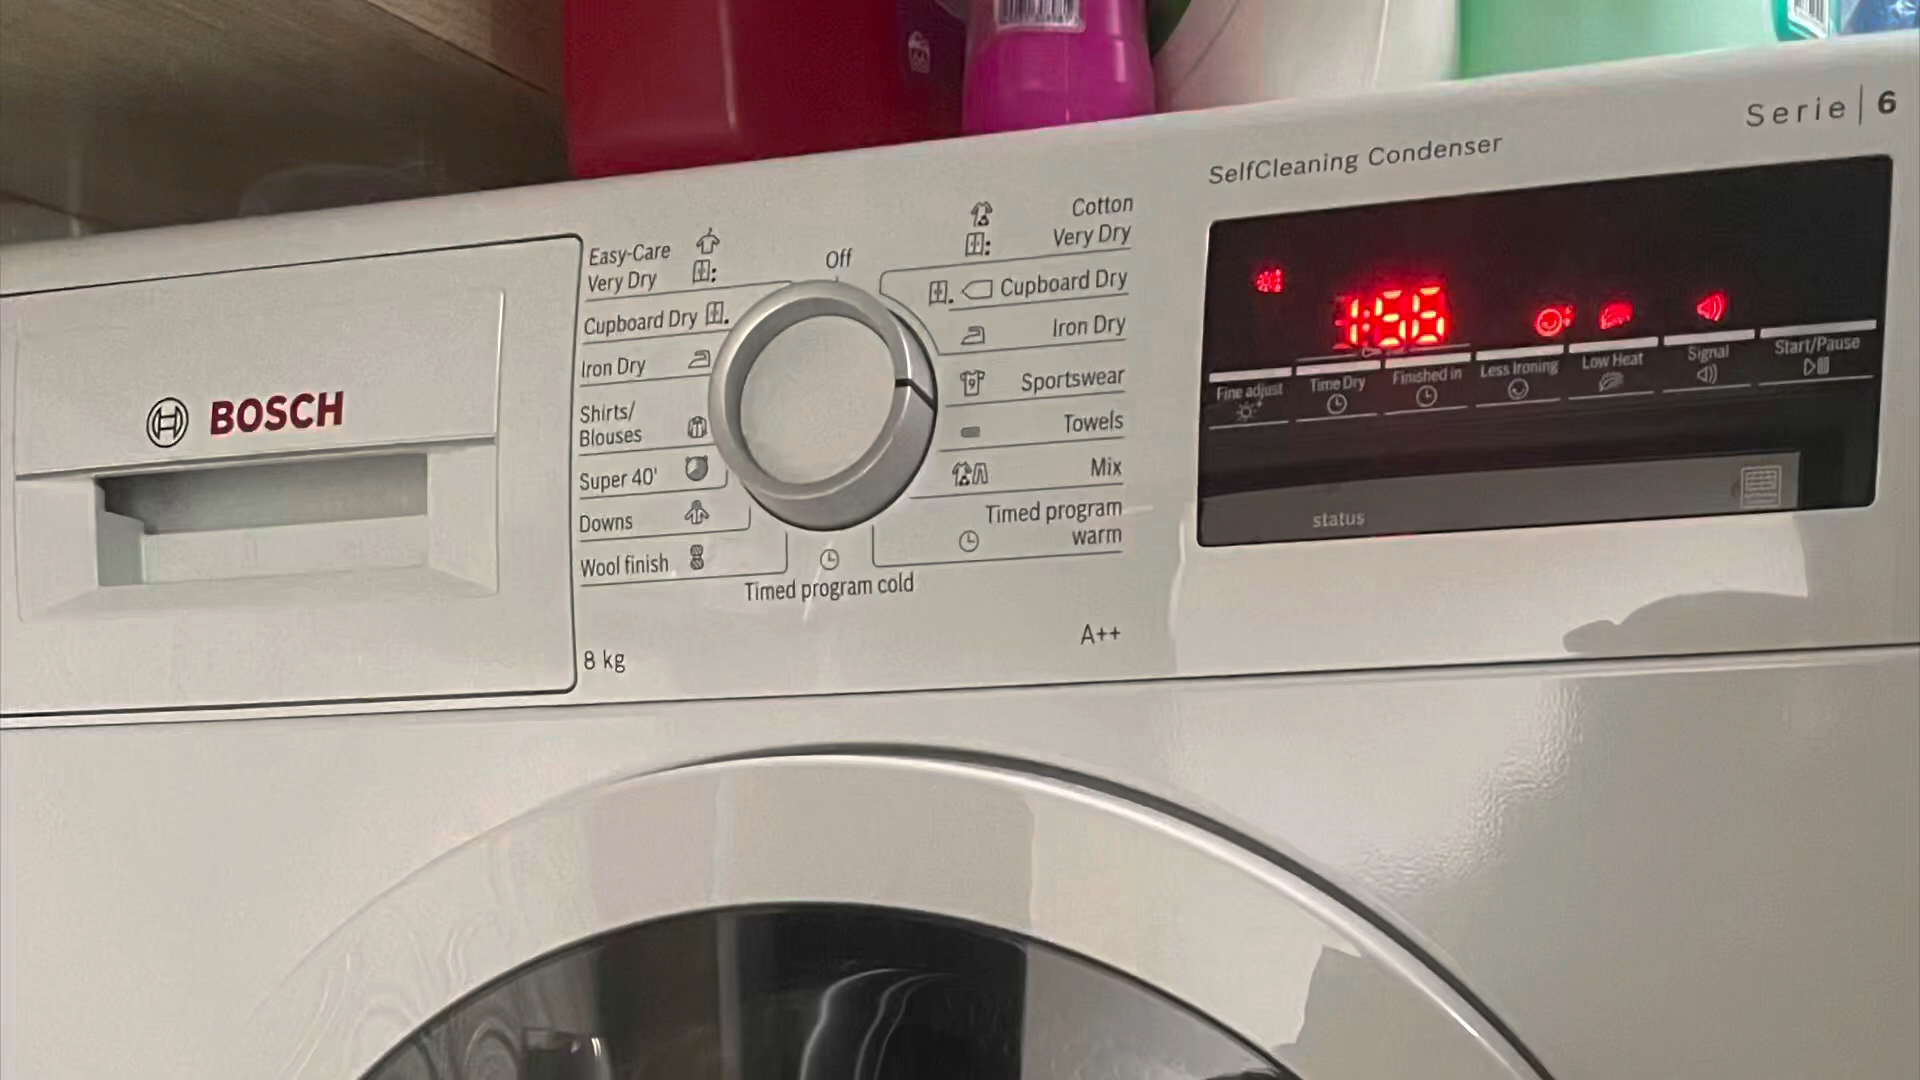 BOSCH
Easy-Care
Very Dry
Cupboard Dry
Iron Dry
Shirts/
Blouses
Super 40'
Downs
Wool finish
8 kg
Off
Timed program cold
Cotton
Very Dry
Cupboard Dry
Iron Dry
Sportswear
Towels
Mix
Timed program
warm
A++
SelfCleaning Condenser
Serie | 6
1:56
Fine adjust
Time Dry
Finished in
Less Ironing
Low Heat
Signal
Start/Pause
status